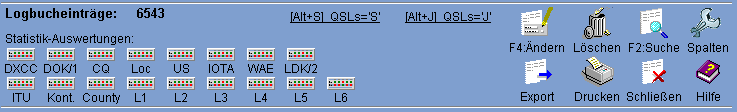 Logbucheinträge: 6543 [Alt+S] QSLs='S' [Alt+J] QSLs='J'
Statistik-Auswertungen:
F4:Ändern Löschen F2:Suche Spalten
DXCC DOK/1 CQ Loc US IOTA WAE LDK/2
ITU Kont. County L1 L2 L3 L4 L5 L6
Export Drucken Schließen Hilfe